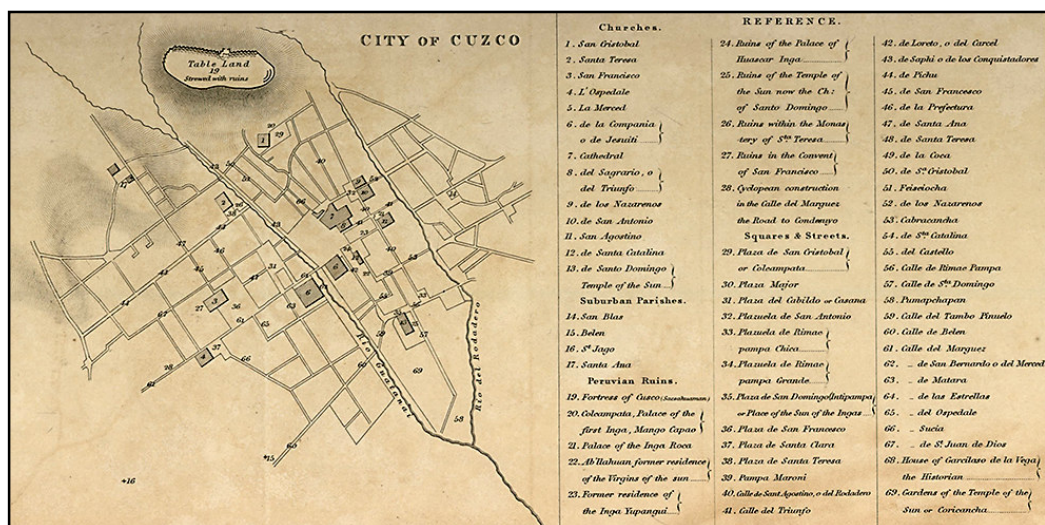 CITY OF CUZCO
Table Land
19
Strewed with ruins
Rio Guatanai
Rio del Rodadero
REFERENCE.
Churches.
1. San Cristobal
2. Santa Teresa
3. San Francisco
4. L'Ospedale
5. La Merced
6. de la Compania
o de Jesuiti
7. Cathedral
8. del Sagrario, o
del Triunfo
9. de los Nazarenos
10. de San Antonio
11. San Agostino
12. de Santa Catalina
13. de Santo Domingo
Temple of the Sun
Suburban Parishes.
14. San Blas
15. Belen
16. St Jago
17. Santa Ana
Peruvian Ruins.
19. Fortress of Cusco (Sacsahuaman)
20. Colcampata, Palace of the
first Inga, Mango Capac
21. Palace of the Inga Roca
22. Ab'llahuan former residence
of the Virgins of the sun
23. Former residence of
the Inga Yupangui
24. Ruins of the Palace of
Huascar Inga
25. Ruins of the Temple of
the Sun now the Ch:
of Santo Domingo
26. Ruins within the Monas
tery of Sta Teresa
27. Ruins in the Convent
of San Francisco
28. Cyclopean construction
in the Calle del Marguez
the Road to Condesuyo
Squares & Streets.
29. Plaza de San Cristobal
or Colcampata
30. Plaza Major
31. Plaza del Cabildo or Casana
32. Plazuela de San Antonio
33. Plazuela de Rimac
pampa Chica
34. Plazuela de Rimac
pampa Grande
35. Plaza de San Domingo (Intipampa
or Place of the Sun of the Ingas
36. Plaza de San Francesco
37. Plaza de Santa Clara
38. Plaza de Santa Teresa
39. Pampa Maroni
40. Calle de Sant Agostino, o del Rodadero
41. Calle del Triunfo
42. de Loreto, o del Carcel
43. de Saphi o de los Conquistadores
44. de Pichu
45. de San Francesco
46. de la Prefectura
47. de Santa Ana
48. de Santa Teresa
49. de la Coca
50. de Sn Cristobal
51. Feisiocha
52. de los Nazarenos
53. Cabracancha
54. de Sta Catalina
55. del Castello
56. Calle de Rimac Pampa
57. Calle de Sto Domingo
58. Pumapchapan
59. Calle del Tambo Pinuelo
60. Calle de Belen
61. Calle del Marguez
62. _ de San Bernardo o del Merced
63. _ de Matara
64. _ de las Estrellas
65. _ del Ospedale
66. _ Sucia
67. _ de Sn Juan de Dios
68. House of Garcilaso de la Vega
the Historian
69. Gardens of the Temple of the
Sun or Coricancha